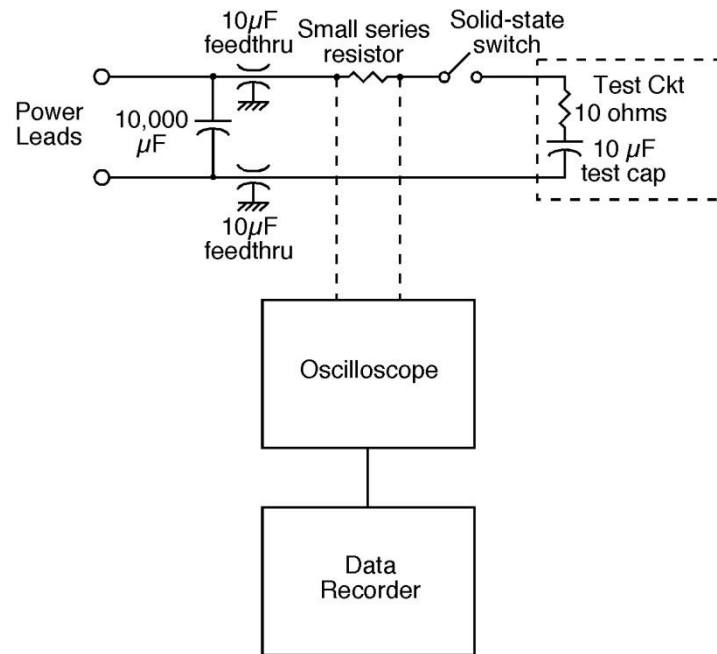 10µF
feedthru
Small series
resistor
Solid-state
switch
Power
Leads
10,000
µF
Test Ckt
10 ohms
10 µF
test cap
10µF
feedthru
Oscilloscope
Data
Recorder